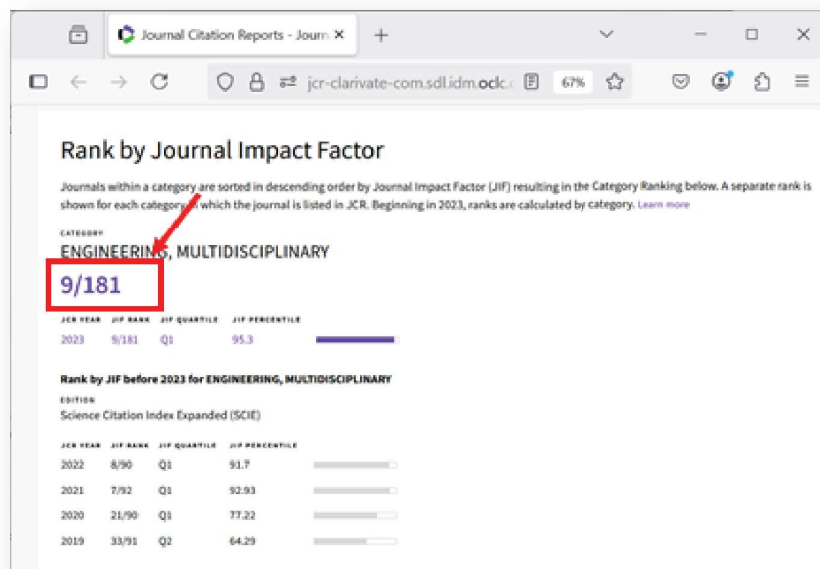 Journal Citation Reports - Journ
jcr-clarivate-com.sdl.idm.oclc.
67%
Rank by Journal Impact Factor
Journals within a category are sorted in descending order by Journal Impact Factor (JIF) resulting in the Category Ranking below. A separate rank is
shown for each category in which the journal is listed in JCR. Beginning in 2023, ranks are calculated by category. Learn more
CATEGORY
ENGINEERING, MULTIDISCIPLINARY
9/181
JCR YEAR JIF RANK JIF QUARTILE JIF PERCENTILE
2023 9/181 Q1 95.3
Rank by JIF before 2023 for ENGINEERING, MULTIDISCIPLINARY
EDITION
Science Citation Index Expanded (SCIE)
JCR YEAR JIF RANK JIF QUARTILE JIF PERCENTILE
2022 8/90 Q1 91.7
2021 7/92 Q1 92.93
2020 21/90 Q1 77.22
2019 33/91 Q2 64.29